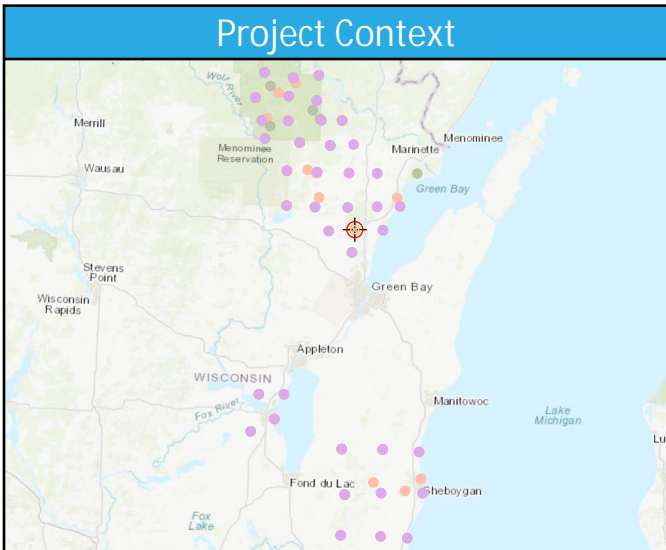 Project Context
Wolf
River
Merrill
Menominee
Marinette
Menominee
Reservation
Wausau
Green Bay
Stevens
Point
Green Bay
Wisconsin
Rapids
Appleton
WISCONSIN
Fox River
Manitowoc
Lake
Michigan
Lu
Fond du Lac
Sheboygan
Fox
Lake